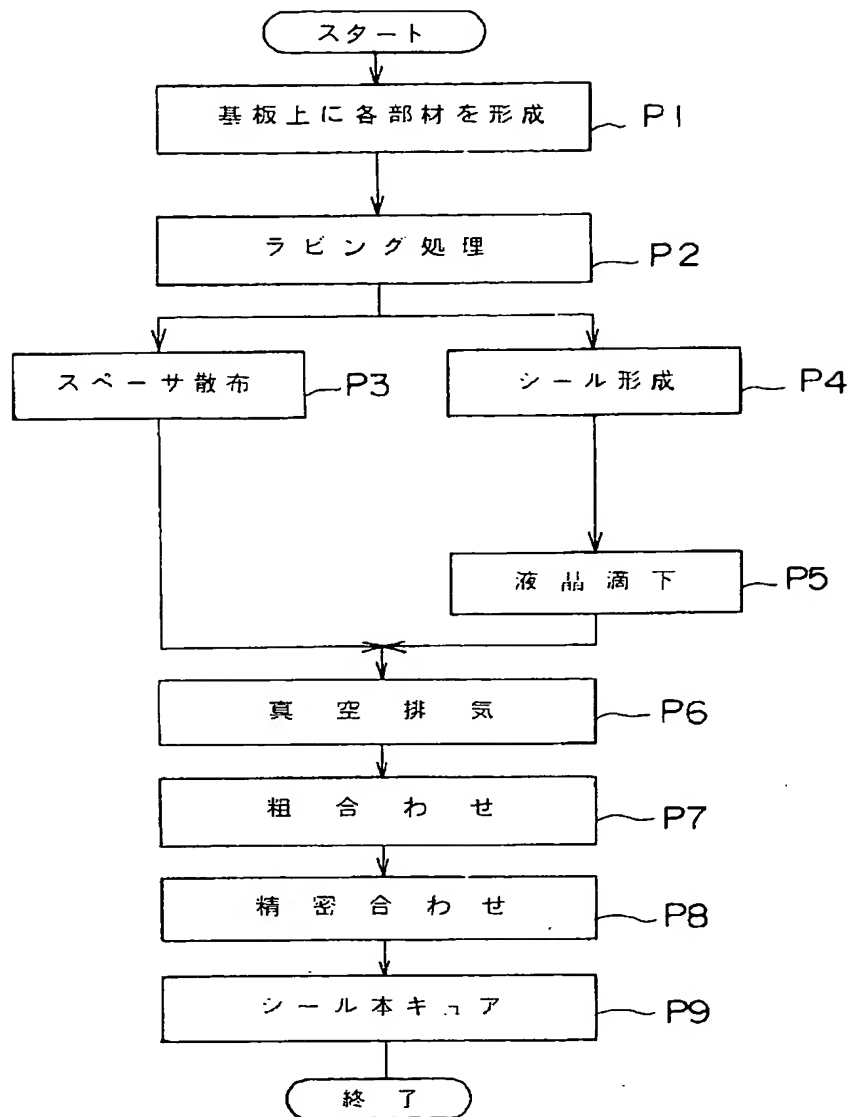 スタート
基板上に各部材を形成 P1
ラビング処理 P2
スペーサ散布 P3
シール形成 P4
液晶滴下 P5
真空排気 P6
粗合わせ P7
精密合わせ P8
シール本キュア P9
終了